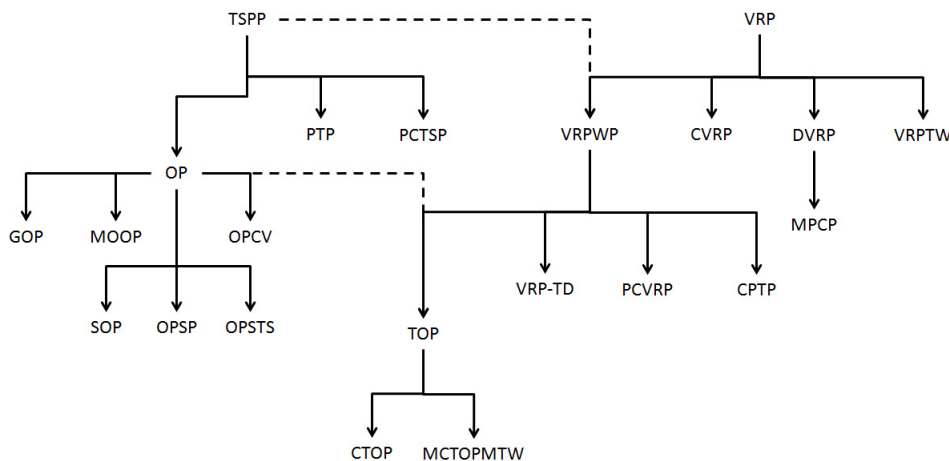 TSPP VRP
PTP PCTSP VRPWP CVRP DVRP VRPTW
OP
GOP MOOP OPCV MPCP
VRP-TD PCVRP CPTP
SOP OPSP OPSTS TOP
CTOP MCTOPMTW